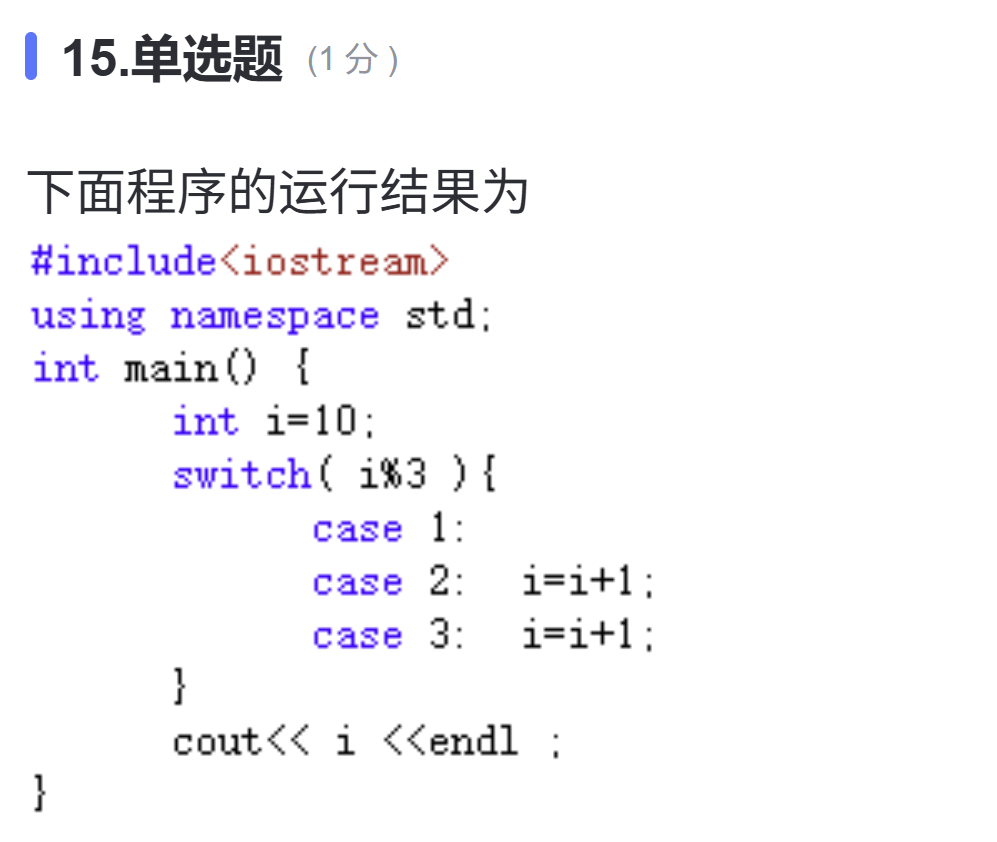 15.单选题 (1 分)
下面程序的运行结果为
#include<iostream>
using namespace std;
int main() {
int i=10;
switch( i%3 ){
case 1:
case 2: i=i+1;
case 3: i=i+1;
}
cout<< i <<endl ;
}